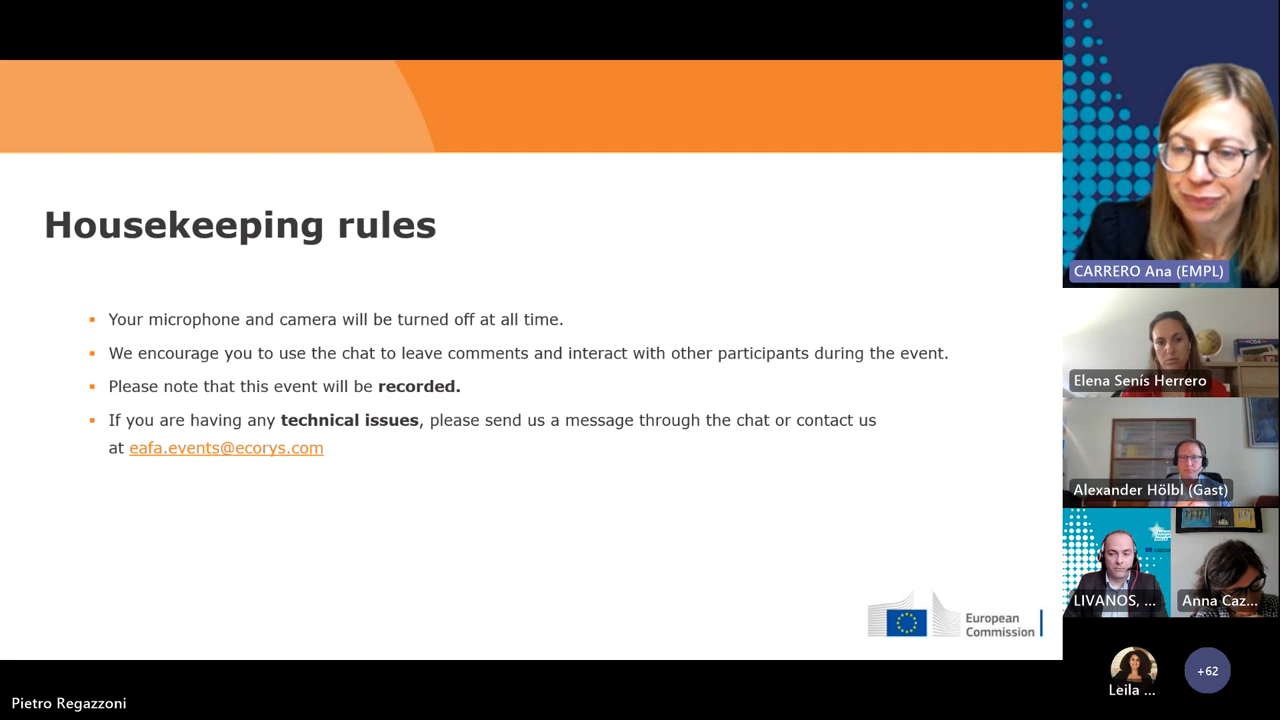 Housekeeping rules
▪ Your microphone and camera will be turned off at all time.
▪ We encourage you to use the chat to leave comments and interact with other participants during the event.
▪ Please note that this event will be recorded.
▪ If you are having any technical issues, please send us a message through the chat or contact us
at eafa.events@ecorys.com
European
Commission
CARRERO Ana (EMPL)
Elena Senís Herrero
Alexander Hölbl (Gast)
LIVANOS, ...
Anna Caz...
Leila ...
+62
Pietro Regazzoni